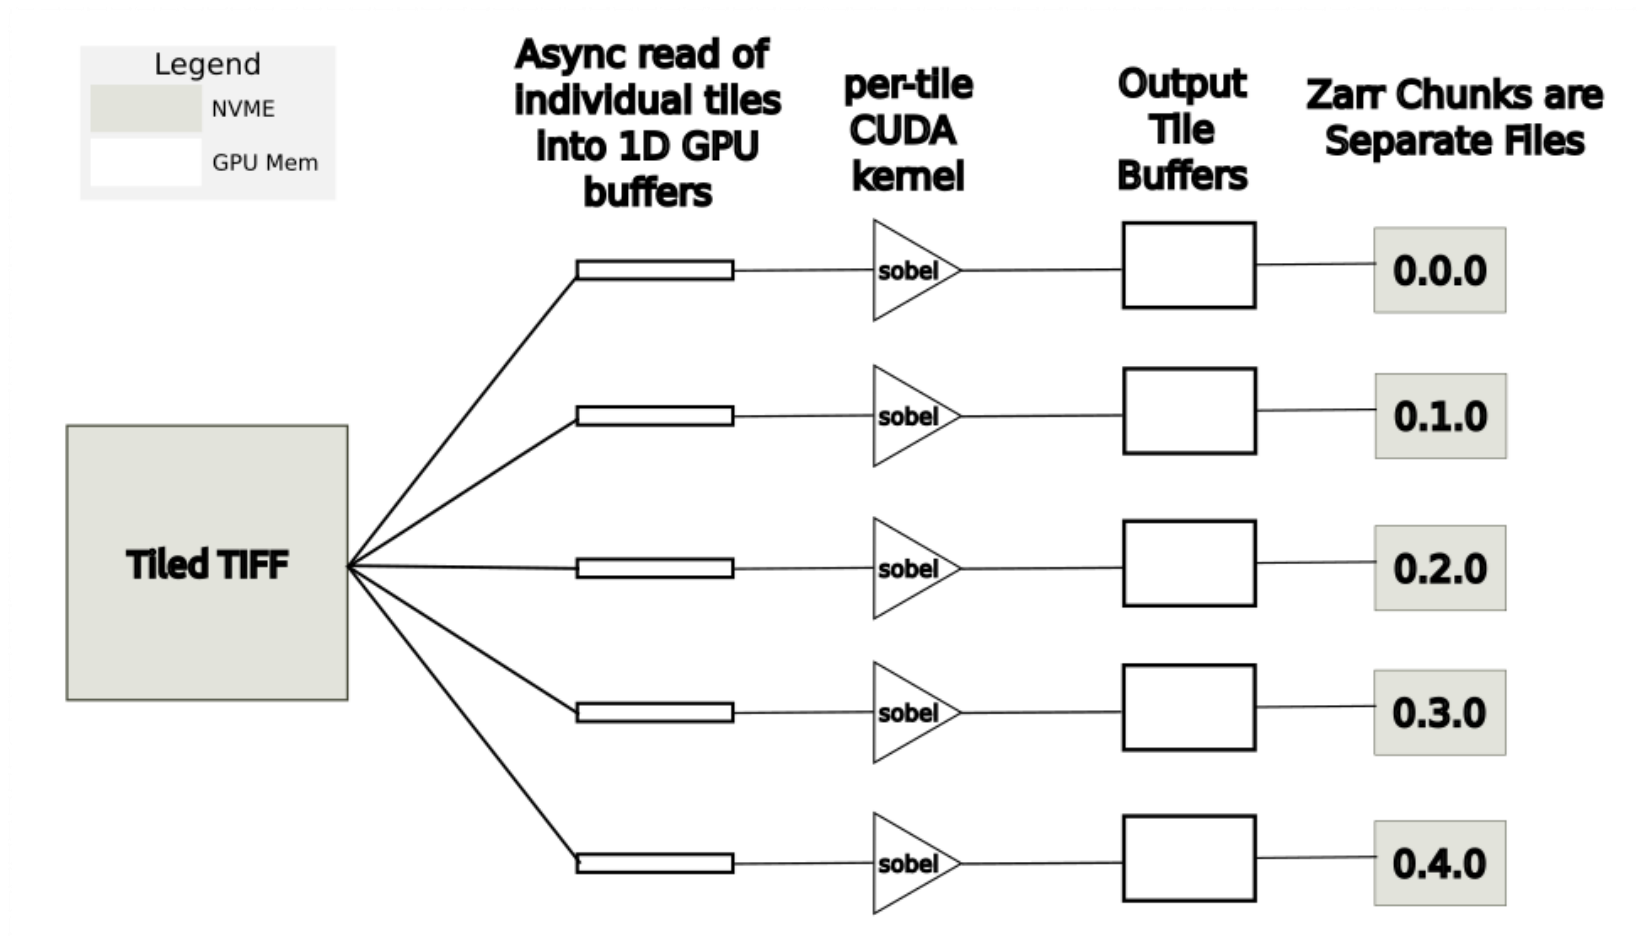 Legend
NVME
GPU Mem
Async read of
individual tiles
into 1D GPU
buffers
per-tile
CUDA
kernel
Output
Tile
Buffers
Zarr Chunks are
Separate Files
Tiled TIFF
sobel
0.0.0
sobel
0.1.0
sobel
0.2.0
sobel
0.3.0
sobel
0.4.0